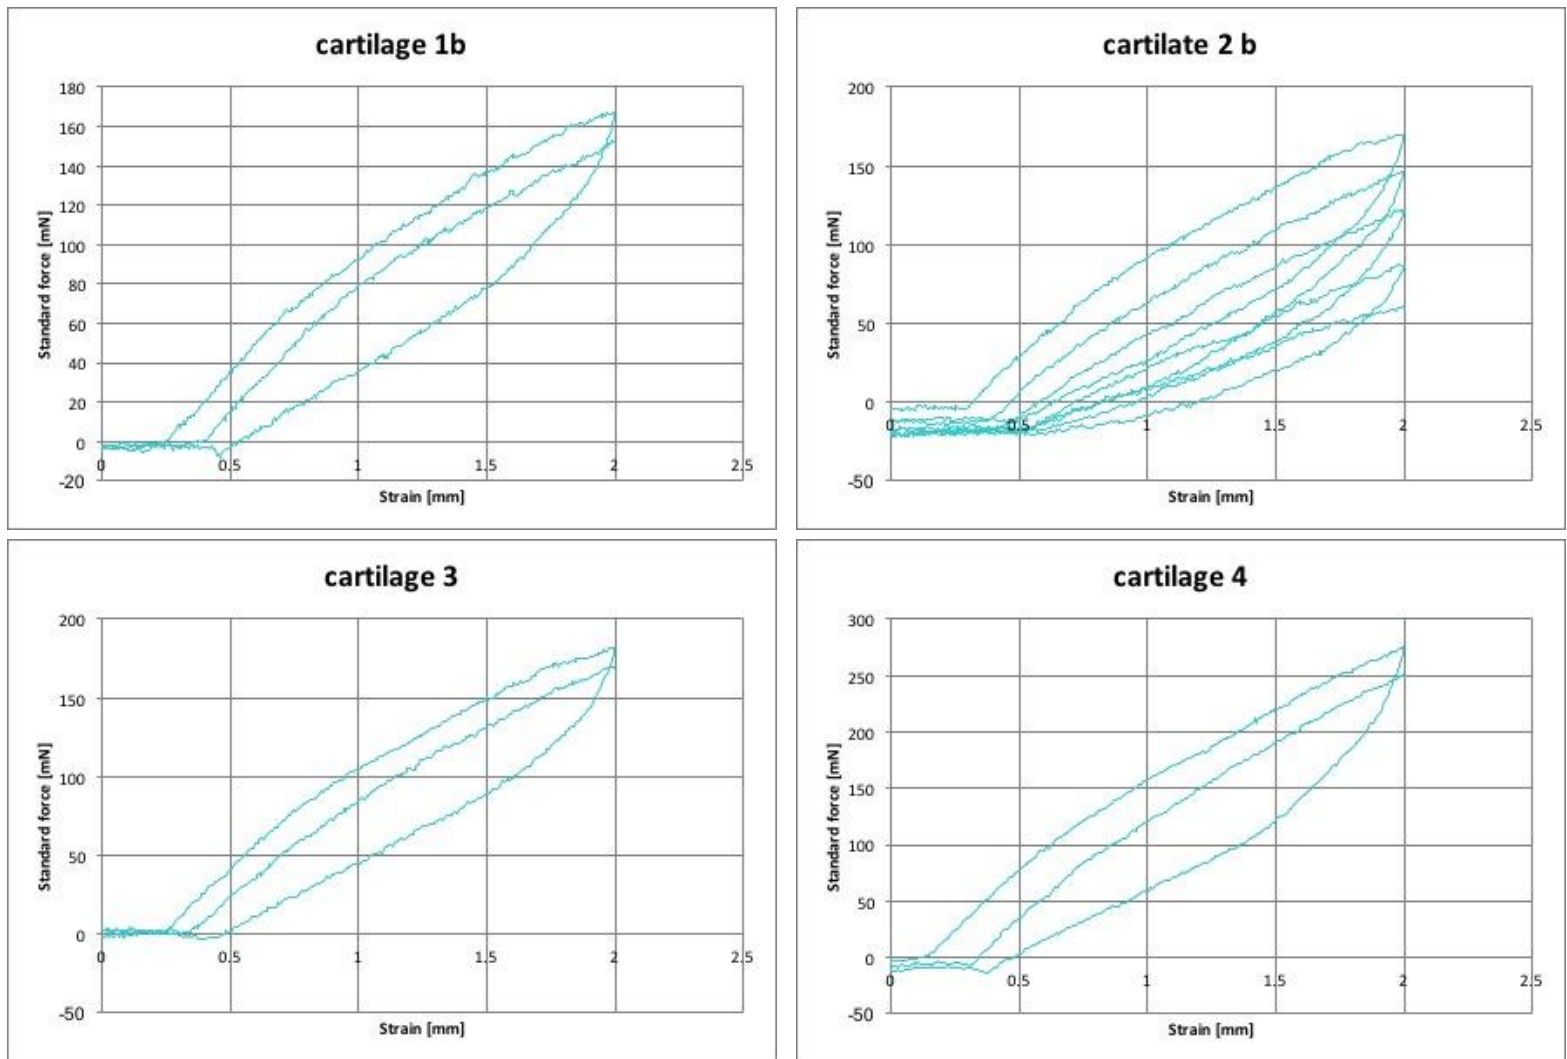 cartilage 1b
180
160
140
120
100
80
60
40
20
0
-20
0 0.5 1 1.5 2 2.5
Standard force [mN]
Strain [mm]
cartilate 2 b
200
150
100
50
0
-50
0 0.5 1 1.5 2 2.5
Standard force [mN]
Strain [mm]
cartilage 3
200
150
100
50
0
-50
0 0.5 1 1.5 2 2.5
Standard force [mN]
Strain [mm]
cartilage 4
300
250
200
150
100
50
0
-50
0 0.5 1 1.5 2 2.5
Standard force [mN]
Strain [mm]